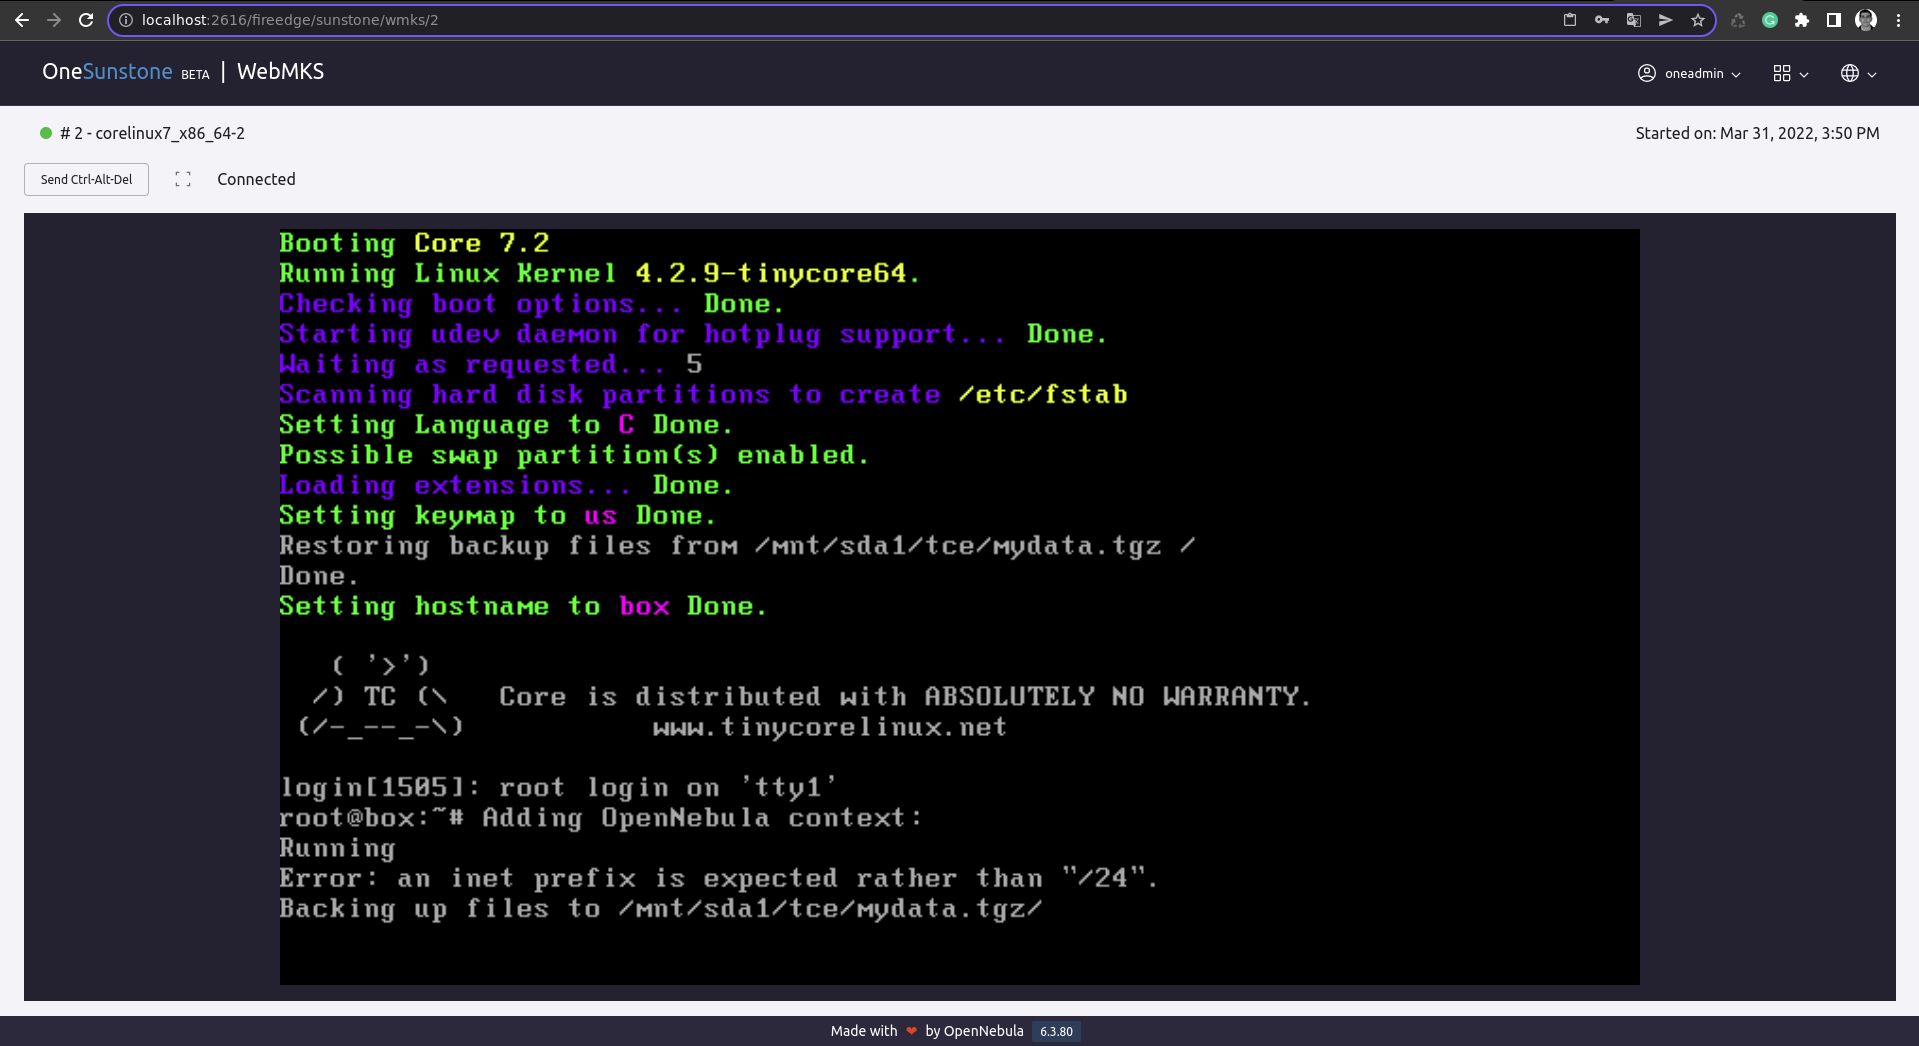 localhost:2616/fireedge/sunstone/wmks/2
OneSunstone BETA | WebMKS
oneadmin
# 2 - corelinux7_x86_64-2
Started on: Mar 31, 2022, 3:50 PM
Send Ctrl-Alt-Del
Connected
Booting Core 7.2
Running Linux Kernel 4.2.9-tinycore64.
Checking boot options... Done.
Starting udev daemon for hotplug support... Done.
Waiting as requested... 5
Scanning hard disk partitions to create /etc/fstab
Setting Language to C Done.
Possible swap partition(s) enabled.
Loading extensions... Done.
Setting keymap to us Done.
Restoring backup files from /mnt/sda1/tce/mydata.tgz /
Done.
Setting hostname to box Done.
( '>')
/) TC (\   Core is distributed with ABSOLUTELY NO WARRANTY.
(/-_--_-\)           www.tinycorelinux.net
login[1505]: root login on 'tty1'
root@box:~# Adding OpenNebula context:
Running
Error: an inet prefix is expected rather than "/24".
Backing up files to /mnt/sda1/tce/mydata.tgz/
Made with ❤ by OpenNebula 6.3.80